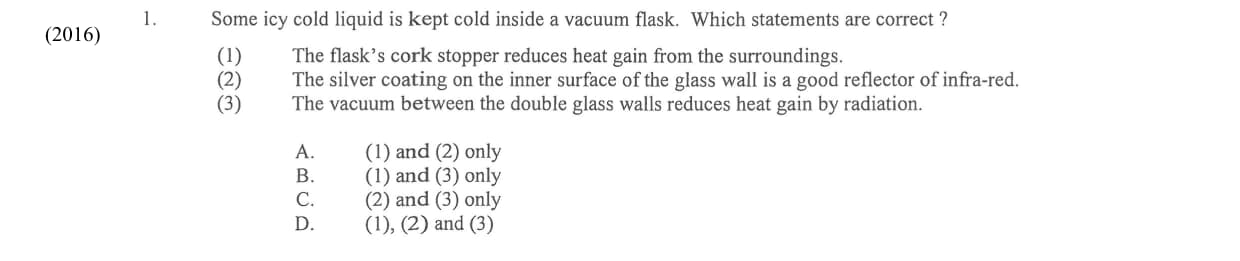 (2016)
1. Some icy cold liquid is kept cold inside a vacuum flask. Which statements are correct ?
(1) The flask's cork stopper reduces heat gain from the surroundings.
(2) The silver coating on the inner surface of the glass wall is a good reflector of infra-red.
(3) The vacuum between the double glass walls reduces heat gain by radiation.
A. (1) and (2) only
B. (1) and (3) only
C. (2) and (3) only
D. (1), (2) and (3)